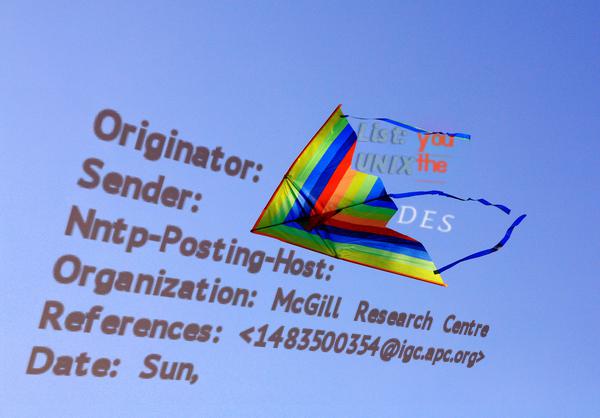 Originator:
Sender:
Nntp-Posting-Host:
Organization: McGill Research Centre
References: <1483500354@igc.apc.org>
Date: Sun,
List: you
UNIX the
DES